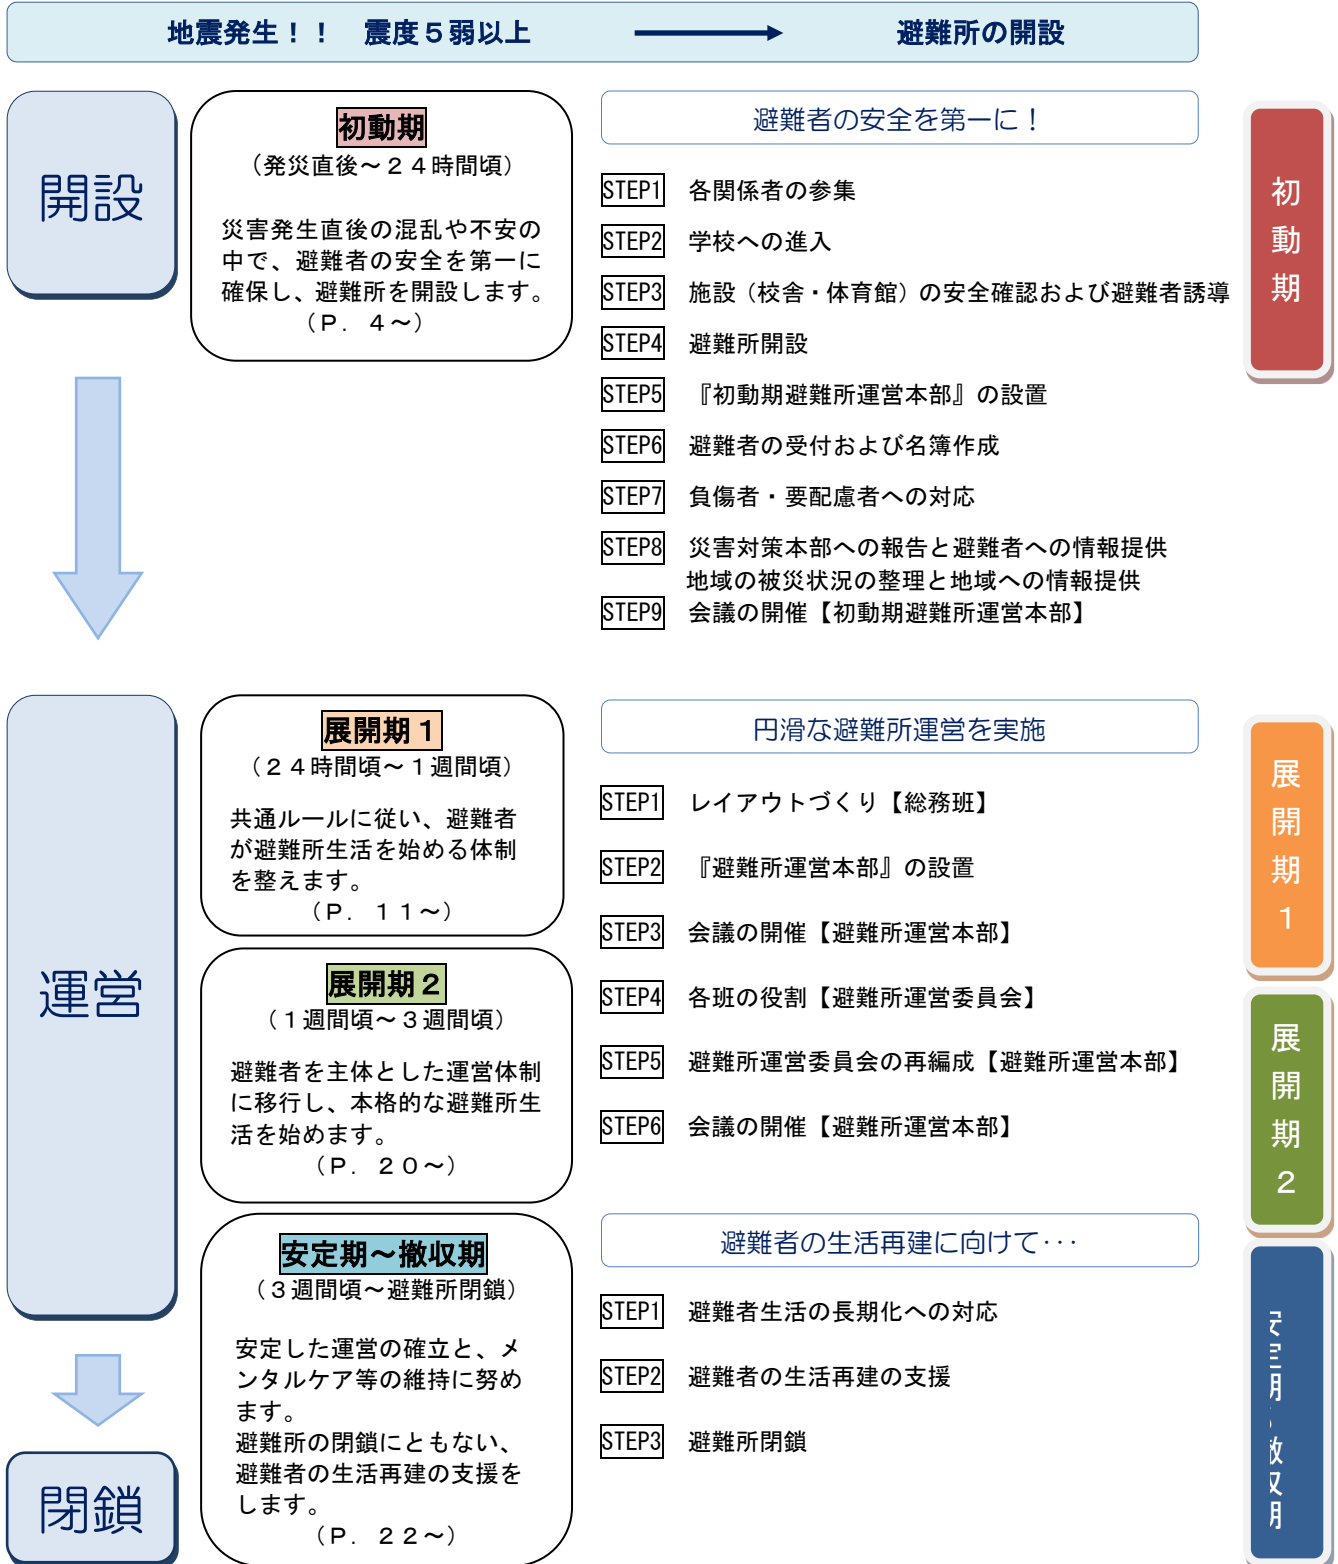 地震発生！！　震度５弱以上　避難所の開設
開設
初動期
（発災直後～２４時間頃）
災害発生直後の混乱や不安の
中で、避難者の安全を第一に
確保し、避難所を開設します。
（Ｐ．４～）
避難者の安全を第一に！
STEP1　各関係者の参集
STEP2　学校への進入
STEP3　施設（校舎・体育館）の安全確認および避難者誘導
STEP4　避難所開設
STEP5　『初動期避難所運営本部』の設置
STEP6　避難者の受付および名簿作成
STEP7　負傷者・要配慮者への対応
STEP8　災害対策本部への報告と避難者への情報提供
地域の被災状況の整理と地域への情報提供
STEP9　会議の開催【初動期避難所運営本部】
初動期
運営
展開期１
（２４時間頃～１週間頃）
共通ルールに従い、避難者
が避難所生活を始める体制
を整えます。
（Ｐ．１１～）
展開期２
（１週間頃～３週間頃）
避難者を主体とした運営体制
に移行し、本格的な避難所生
活を始めます。
（Ｐ．２０～）
円滑な避難所運営を実施
STEP1　レイアウトづくり【総務班】
STEP2　『避難所運営本部』の設置
STEP3　会議の開催【避難所運営本部】
STEP4　各班の役割【避難所運営委員会】
STEP5　避難所運営委員会の再編成【避難所運営本部】
STEP6　会議の開催【避難所運営本部】
展開期１
展開期２
安定期～撤収期
（３週間頃～避難所閉鎖）
安定した運営の確立と、メ
ンタルケア等の維持に努め
ます。
避難所の閉鎖にともない、
避難者の生活再建の支援を
します。
（Ｐ．２２～）
避難者の生活再建に向けて･･･
STEP1　避難者生活の長期化への対応
STEP2　避難者の生活再建の支援
STEP3　避難所閉鎖
安定期～撤収期
閉鎖